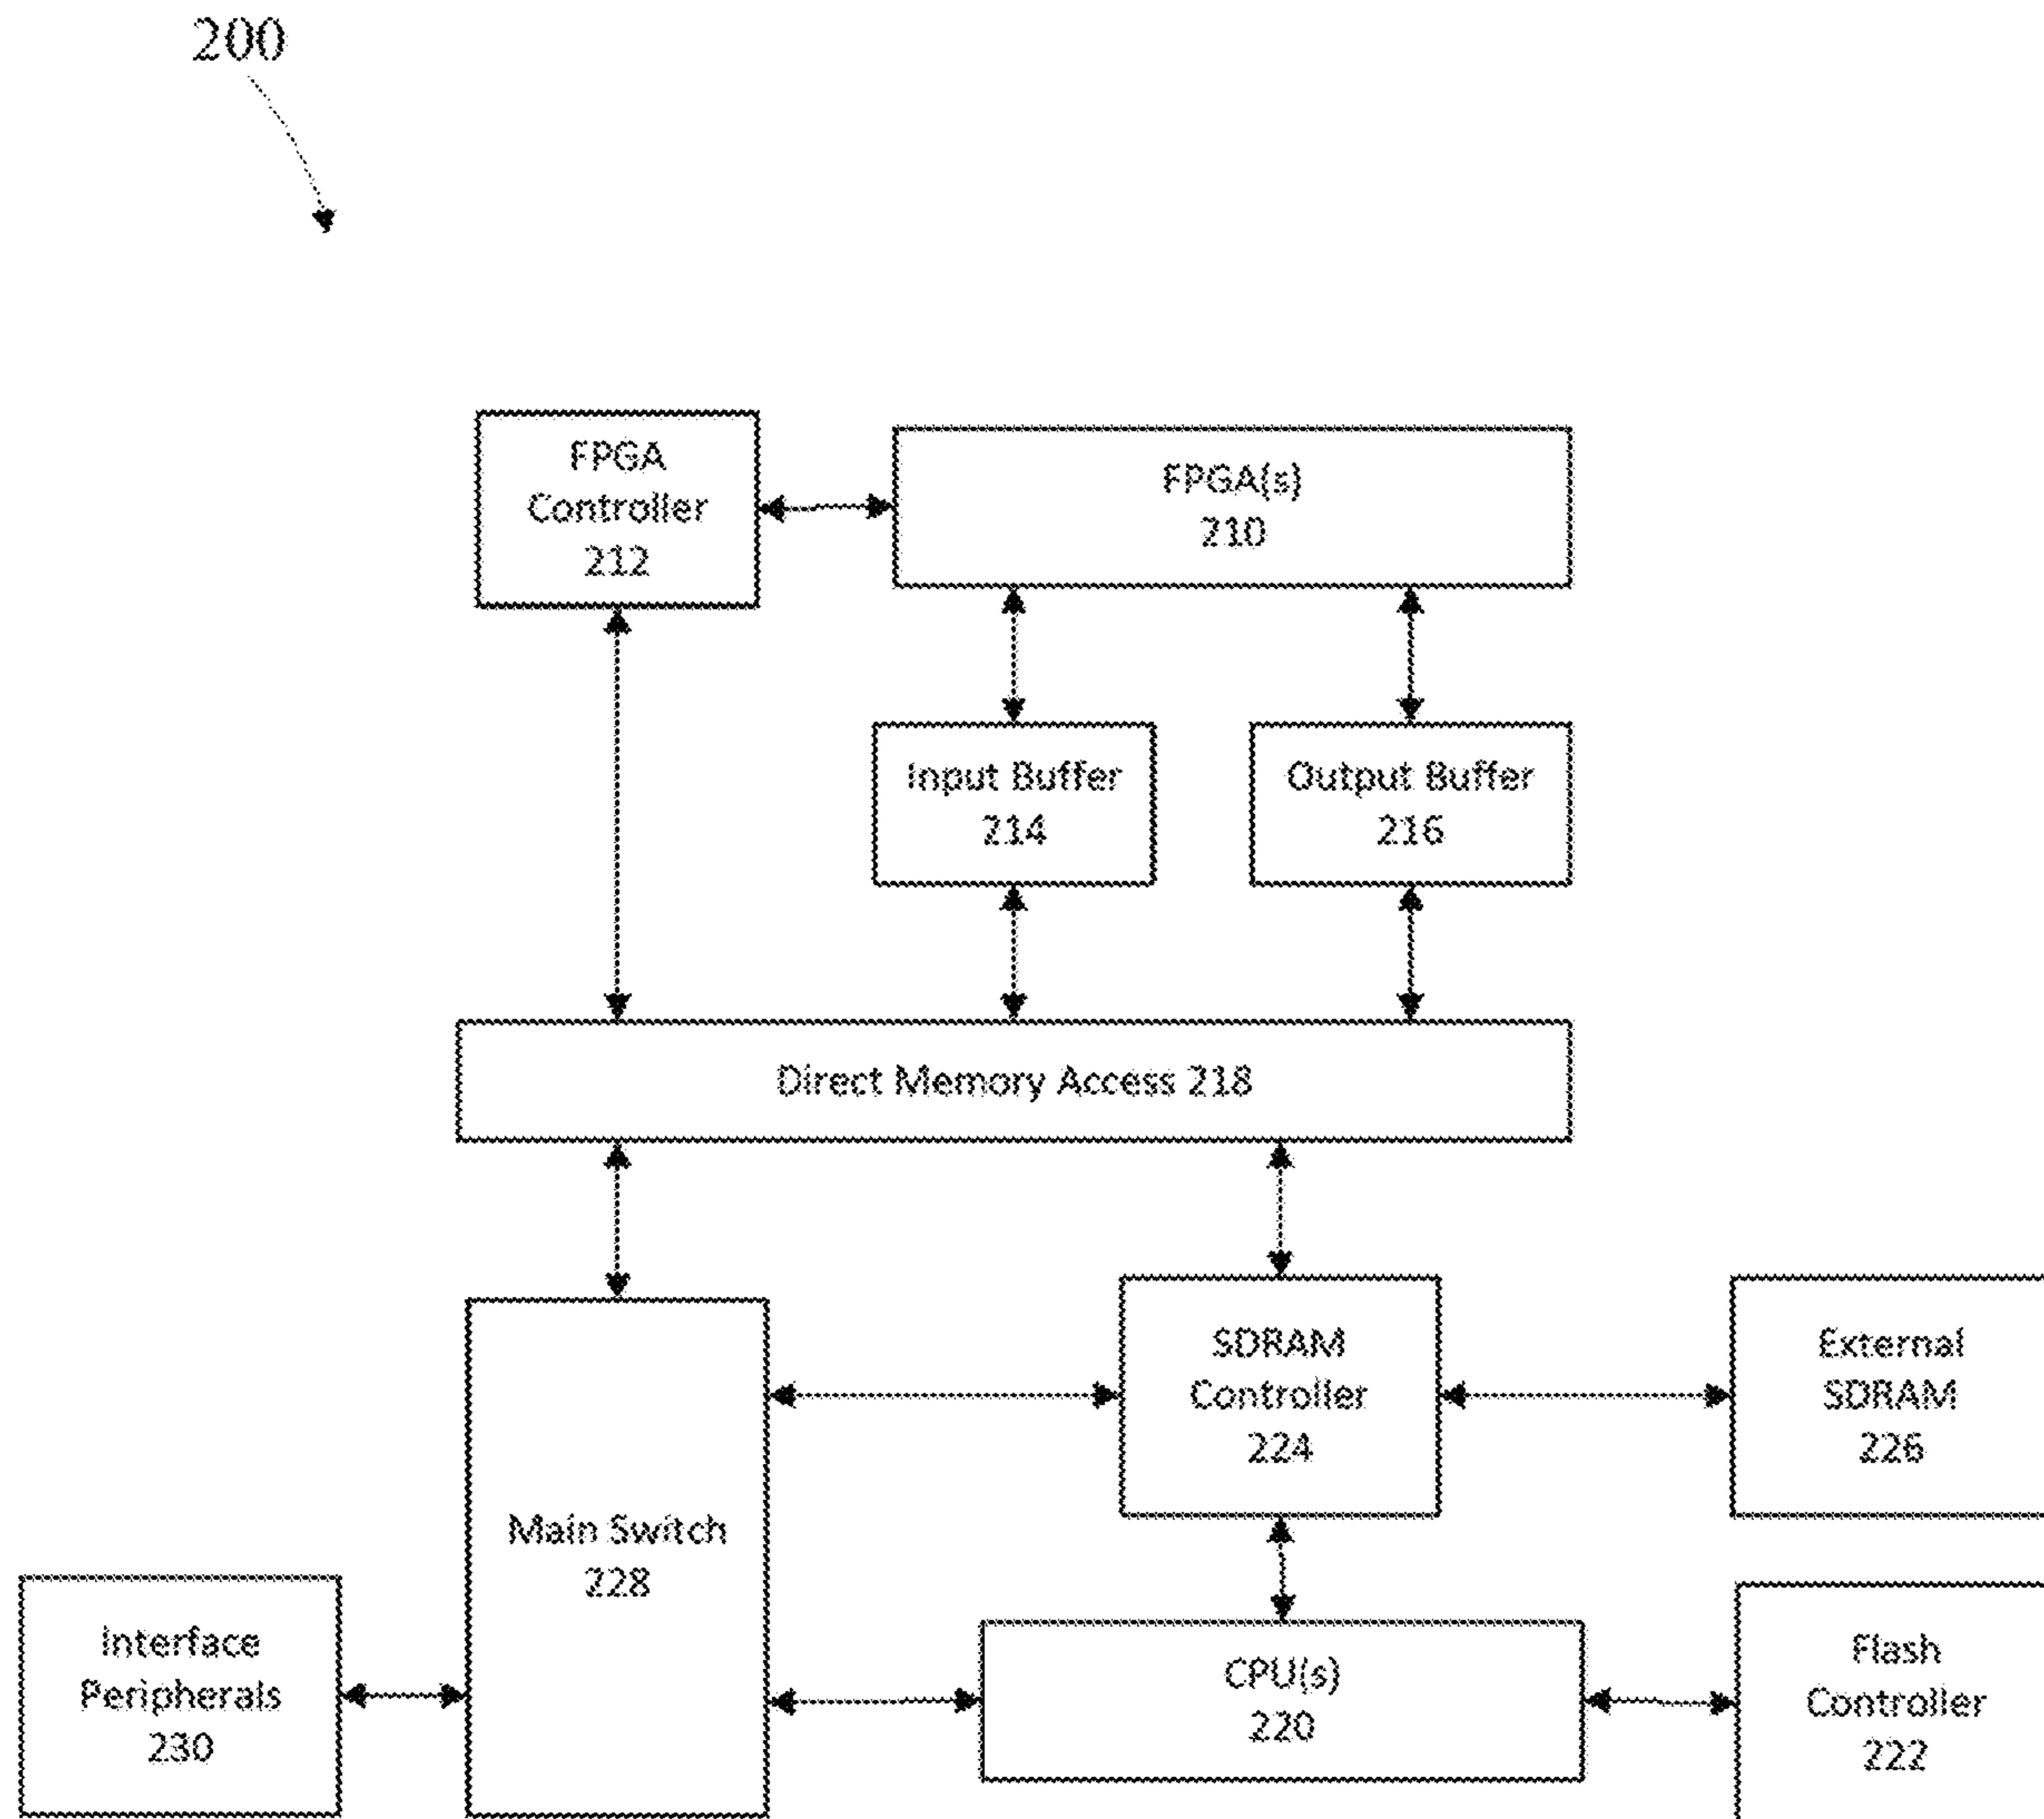 200
FPGA
Controller
212
FPGA(s)
210
Input Buffer
214
Output Buffer
216
Direct Memory Access 218
SDRAM
Controller
224
External
SDRAM
226
Main Switch
228
Interface
Peripherals
230
CPU(s)
220
Flash
Controller
222